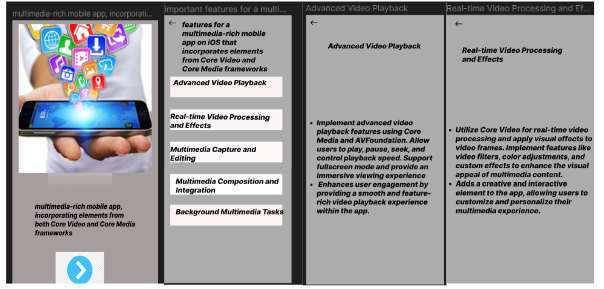 multimedia-rich mobile app, incorporati...
multimedia-rich mobile app,
incorporating elements from
both Core Video and Core Media
frameworks
important features for a multi...
features for a
multimedia-rich mobile
app on iOS that
incorporates elements
from Core Video and
Core Media frameworks
Advanced Video Playback
Real-time Video Processing
and Effects
Multimedia Capture and
Editing
Multimedia Composition and
Integration
Background Multimedia Tasks
Advanced Video Playback
Advanced Video Playback
• Implement advanced video
playback features using Core
Media and AVFoundation. Allow
users to play, pause, seek, and
control playback speed. Support
fullscreen mode and provide an
immersive viewing experience
• Enhances user engagement by
providing a smooth and feature-
rich video playback experience
within the app.
Real-time Video Processing and Ef...
Real-time Video Processing
and Effects
• Utilize Core Video for real-time video
processing and apply visual effects to
video frames. Implement features like
video filters, color adjustments, and
custom effects to enhance the visual
appeal of multimedia content.
• Adds a creative and interactive
element to the app, allowing users to
customize and personalize their
multimedia experience.